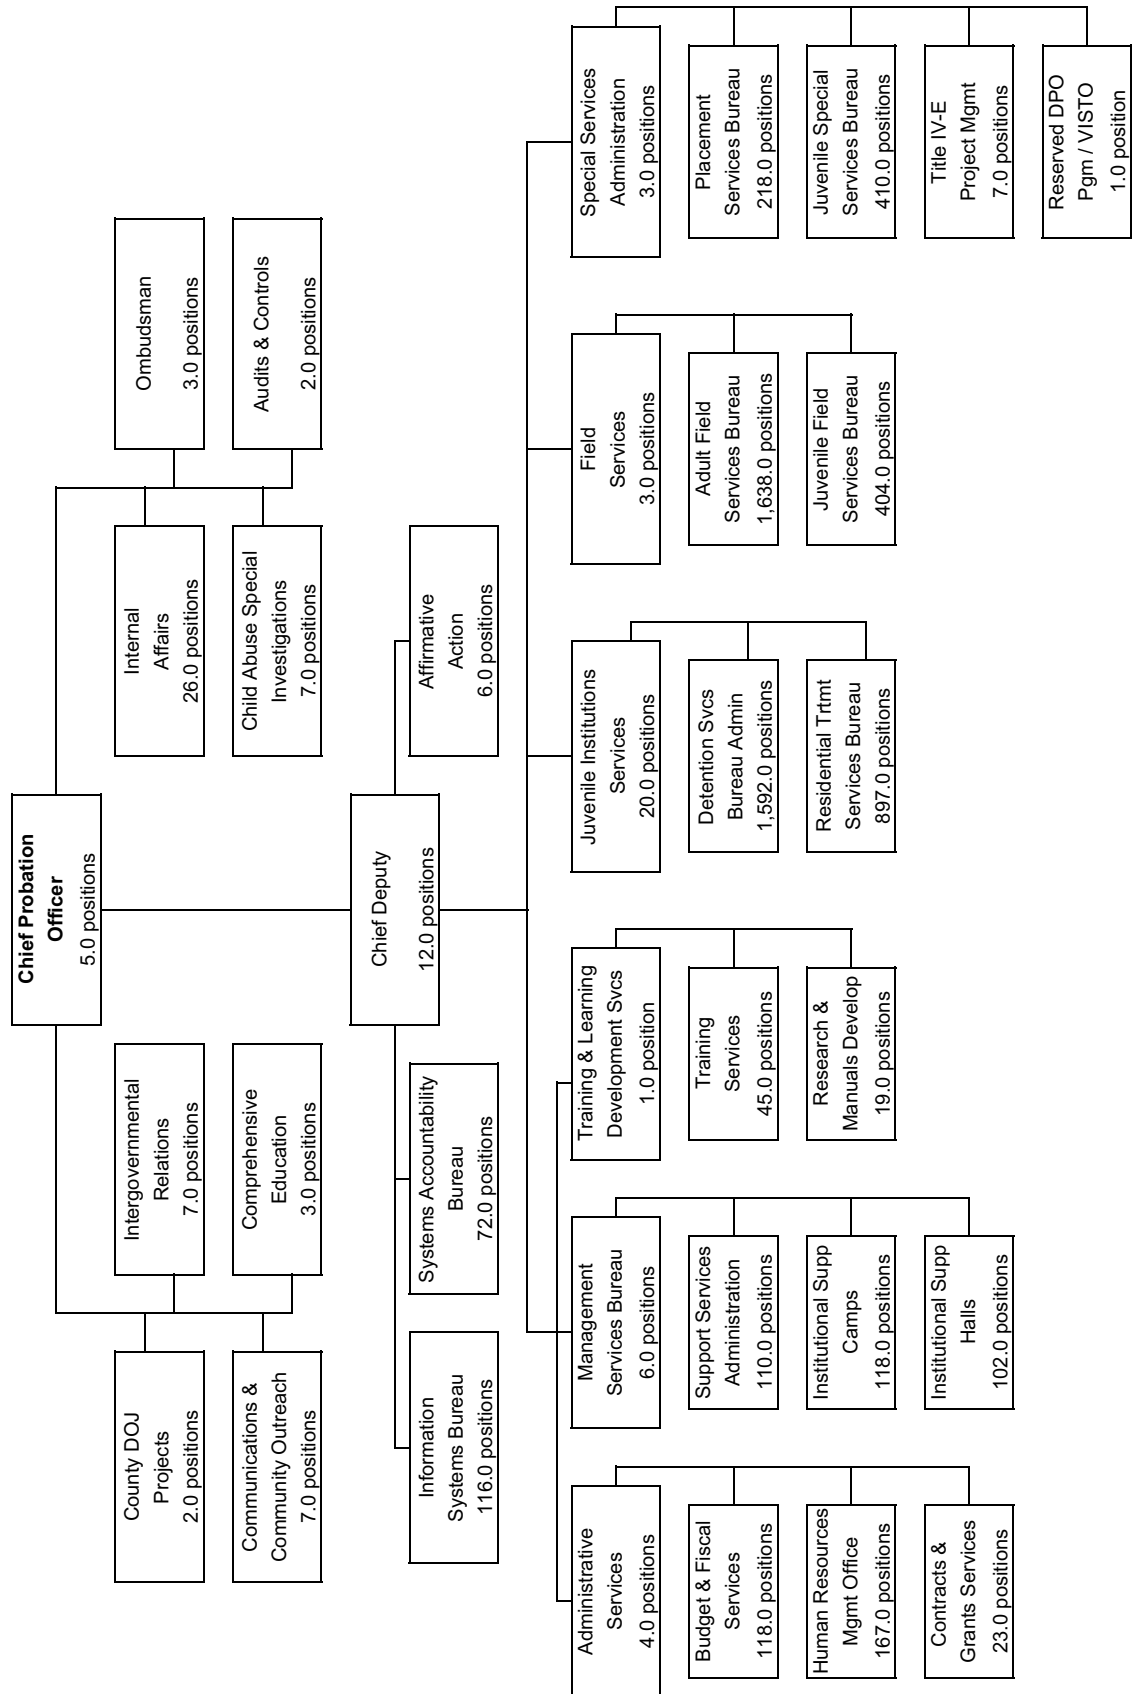 Chief Probation
Officer
5.0 positions
County DOJ
Projects
2.0 positions
Intergovernmental
Relations
7.0 positions
Internal
Affairs
26.0 positions
Ombudsman
3.0 positions
Communications &
Community Outreach
7.0 positions
Comprehensive
Education
3.0 positions
Child Abuse Special
Investigations
7.0 positions
Audits & Controls
2.0 positions
Chief Deputy
12.0 positions
Information
Systems Bureau
116.0 positions
Systems Accountability
Bureau
72.0 positions
Affirmative
Action
6.0 positions
Administrative
Services
4.0 positions
Management
Services Bureau
6.0 positions
Training & Learning
Development Svcs
1.0 position
Juvenile Institutions
Services
20.0 positions
Field
Services
3.0 positions
Special Services
Administration
3.0 positions
Budget & Fiscal
Services
118.0 positions
Support Services
Administration
110.0 positions
Training
Services
45.0 positions
Detention Svcs
Bureau Admin
1,592.0 positions
Adult Field
Services Bureau
1,638.0 positions
Placement
Services Bureau
218.0 positions
Human Resources
Mgmt Office
167.0 positions
Institutional Supp
Camps
118.0 positions
Research &
Manuals Develop
19.0 positions
Residential Trtmt
Services Bureau
897.0 positions
Juvenile Field
Services Bureau
404.0 positions
Juvenile Special
Services Bureau
410.0 positions
Contracts &
Grants Services
23.0 positions
Institutional Supp
Halls
102.0 positions
Title IV-E
Project Mgmt
7.0 positions
Reserved DPO
Pgm / VISTO
1.0 position